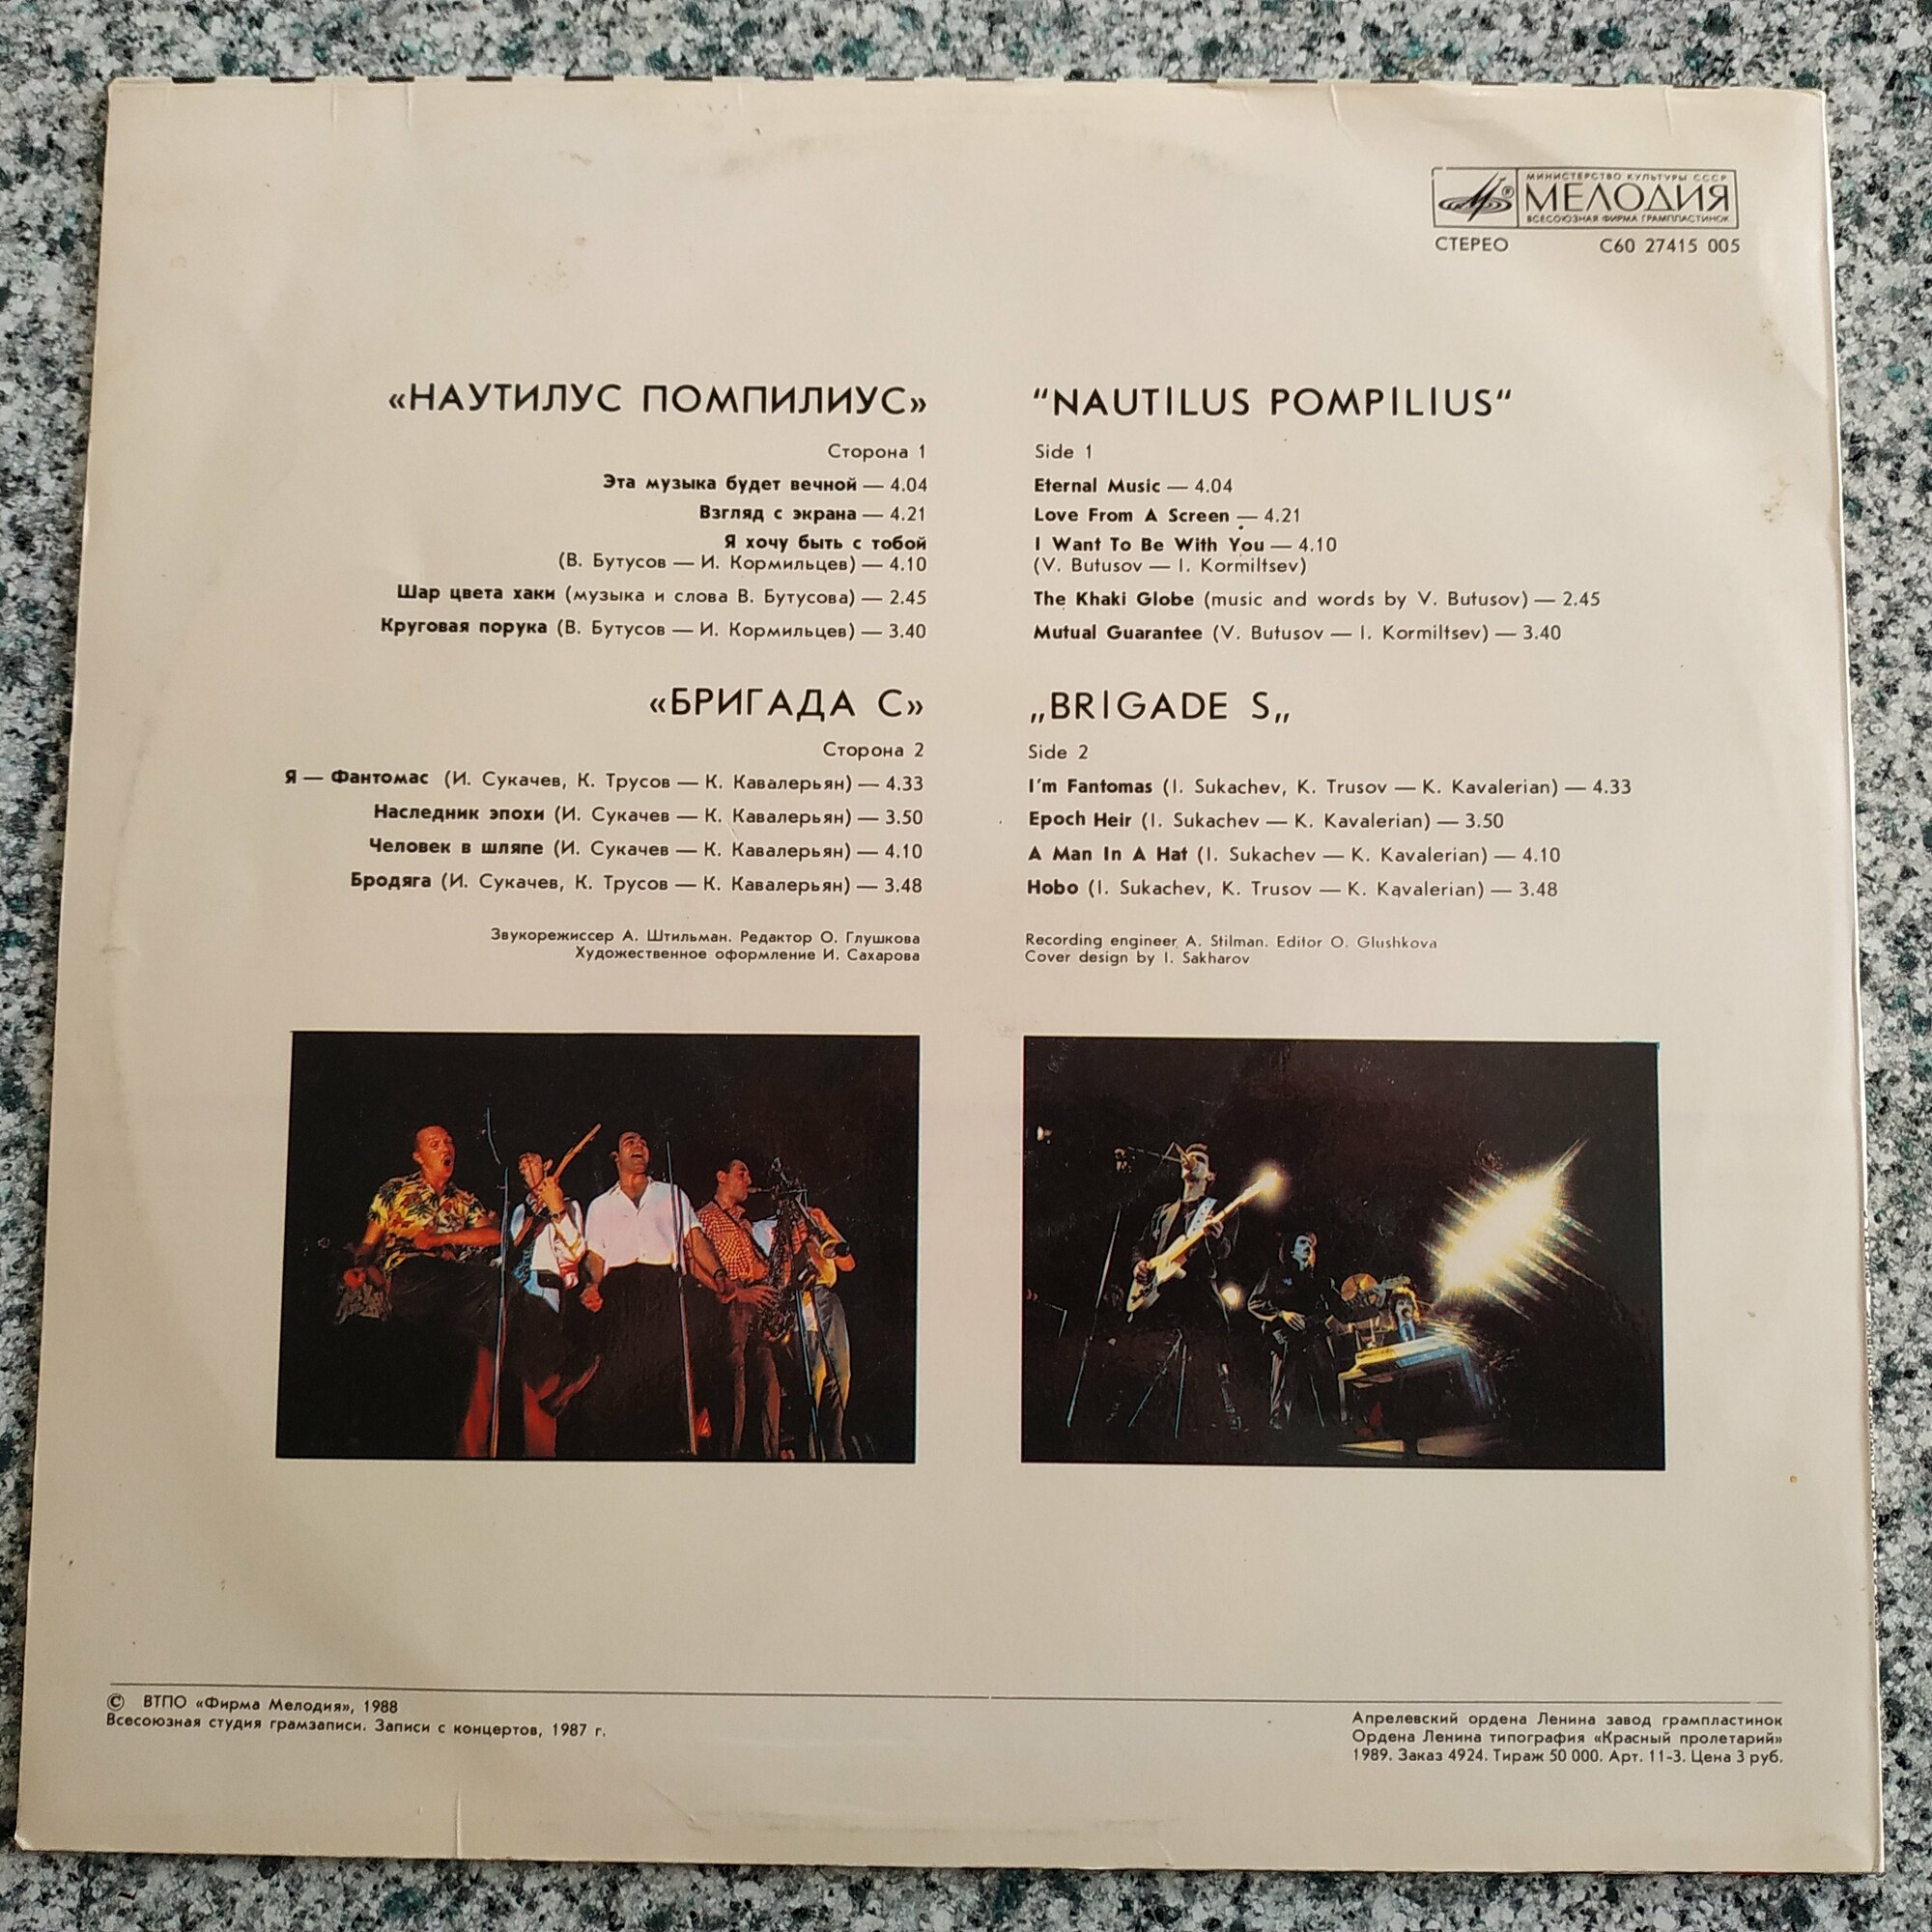 МИНИСТЕРСТВО КУЛЬТУРЫ СССР
МЕЛОДИЯ
ВСЕСОЮЗНАЯ ФИРМА ГРАМПЛАСТИНОК
СТЕРЕО С60 27415 005
«НАУТИЛУС ПОМПИЛИУС»
Сторона 1
Эта музыка будет вечной — 4.04
Взгляд с экрана — 4.21
Я хочу быть с тобой
(В. Бутусов — И. Кормильцев) — 4.10
Шар цвета хаки (музыка и слова В. Бутусова) — 2.45
Круговая порука (В. Бутусов — И. Кормильцев) — 3.40
«БРИГАДА С»
Сторона 2
Я — Фантомас (И. Сукачев, К. Трусов — К. Кавалерьян) — 4.33
Наследник эпохи (И. Сукачев — К. Кавалерьян) — 3.50
Человек в шляпе (И. Сукачев — К. Кавалерьян) — 4.10
Бродяга (И. Сукачев, К. Трусов — К. Кавалерьян) — 3.48
Звукорежиссер А. Штильман. Редактор О. Глушкова
Художественное оформление И. Сахарова
“NAUTILUS POMPILIUS“
Side 1
Eternal Music — 4.04
Love From A Screen — 4.21
I Want To Be With You — 4.10
(V. Butusov — I. Kormiltsev)
The Khaki Globe (music and words by V. Butusov) — 2.45
Mutual Guarantee (V. Butusov — I. Kormiltsev) — 3.40
„BRIGADE S„
Side 2
I’m Fantomas (I. Sukachev, K. Trusov — K. Kavalerian) — 4.33
Epoch Heir (I. Sukachev — K. Kavalerian) — 3.50
A Man In A Hat (I. Sukachev — K. Kavalerian) — 4.10
Hobo (I. Sukachev, K. Trusov — K. Kavalerian) — 3.48
Recording engineer A. Stilman. Editor O. Glushkova
Cover design by I. Sakharov
© ВТПО «Фирма Мелодия», 1988
Всесоюзная студия грамзаписи. Записи с концертов, 1987 г.
Апрелевский ордена Ленина завод грампластинок
Ордена Ленина типография «Красный пролетарий»
1989. Заказ 4924. Тираж 50 000. Арт. 11-3. Цена 3 руб.